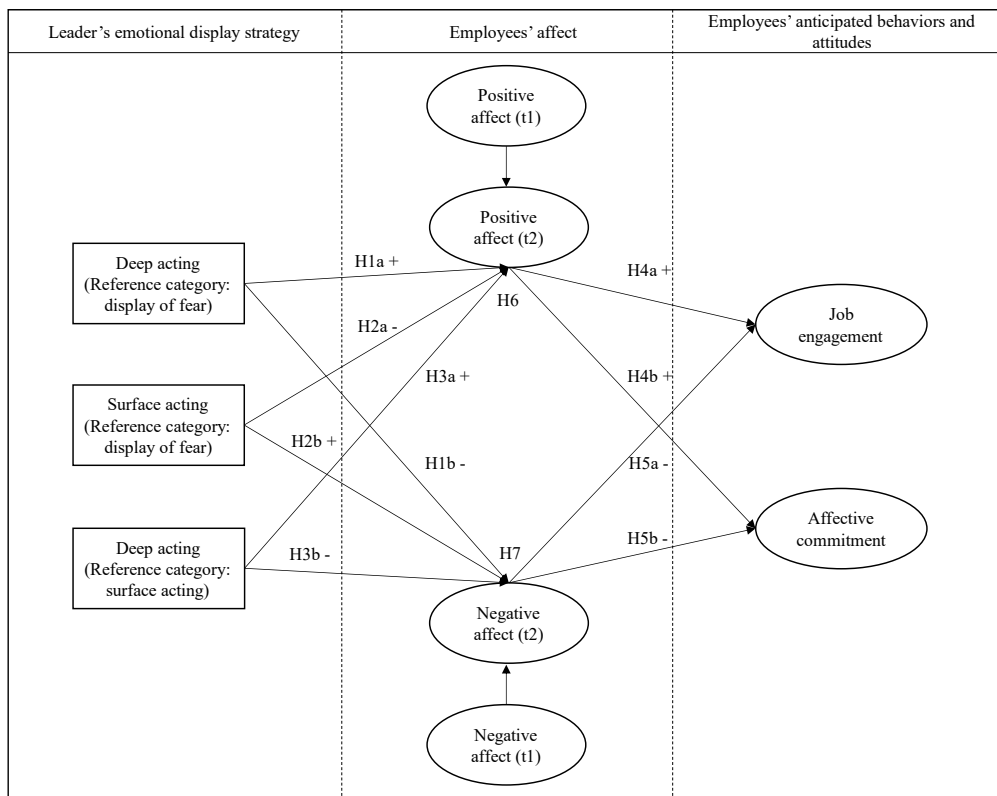 Leader’s emotional display strategy
Employees’ affect
Employees’ anticipated behaviors and
attitudes
Positive
affect (t1)
Positive
affect (t2)
Deep acting
(Reference category:
display of fear)
H1a +
H4a +
H6
H2a -
Job
engagement
H3a +
H4b +
Surface acting
(Reference category:
display of fear)
H2b +
H1b -
H5a -
Affective
commitment
Deep acting
(Reference category:
surface acting)
H3b -
H7
H5b -
Negative
affect (t2)
Negative
affect (t1)